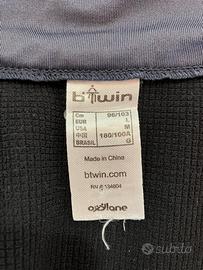 b'twin
Cm 96/103
EUR L
USA M
中国 180/100A
BRASIL G
Made in China
btwin.com
RN # 134804
oxylane
subito